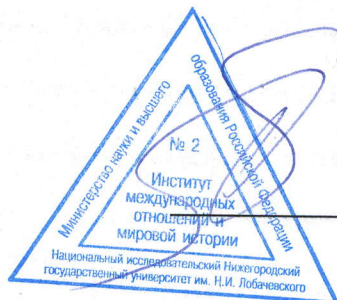 Министерство науки и высшего
образования Российской Федерации
№ 2
Институт
международных
отношений и
мировой истории
Национальный исследовательский Нижегородский
государственный университет им. Н.И. Лобачевского